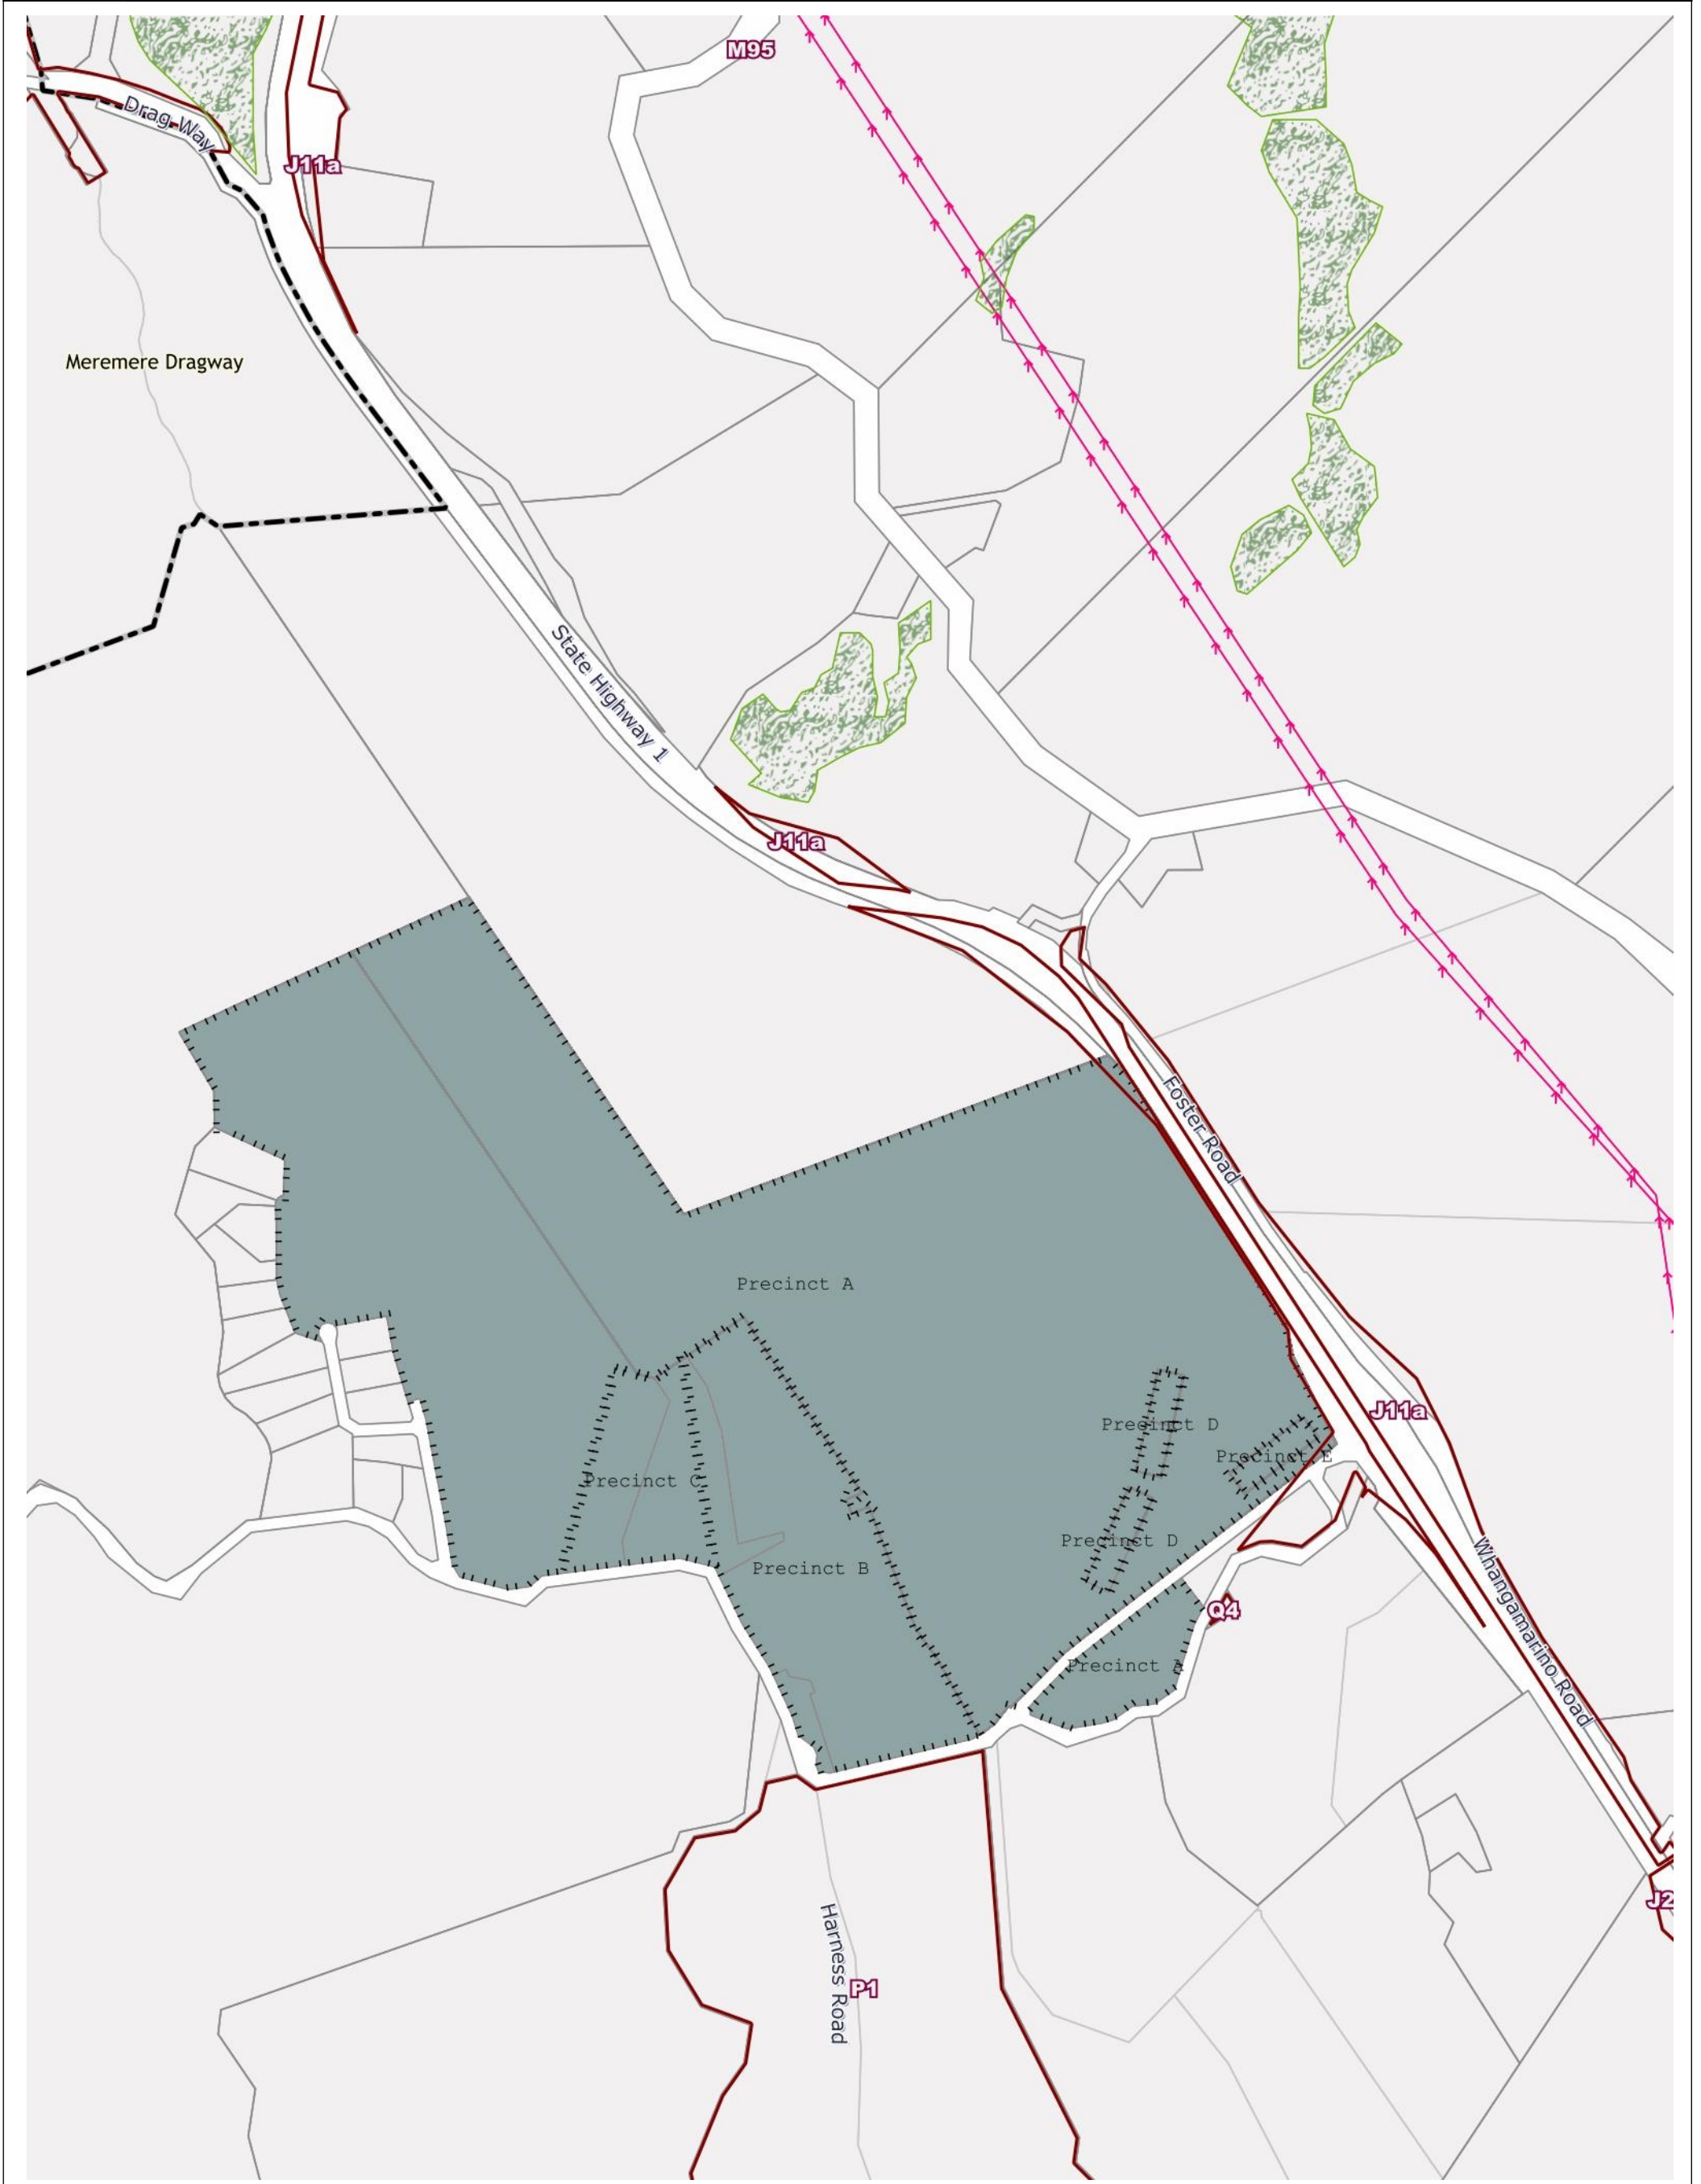 M95
Drag Way
J11a
Meremere Dragway
State Highway 1
J11a
Foster Road
Precinct A
J11a
Precinct D
Precinct E
Precinct C
Precinct D
Precinct B
Whangamarino Road
Q4
Precinct A
J2
Harness Road
P1